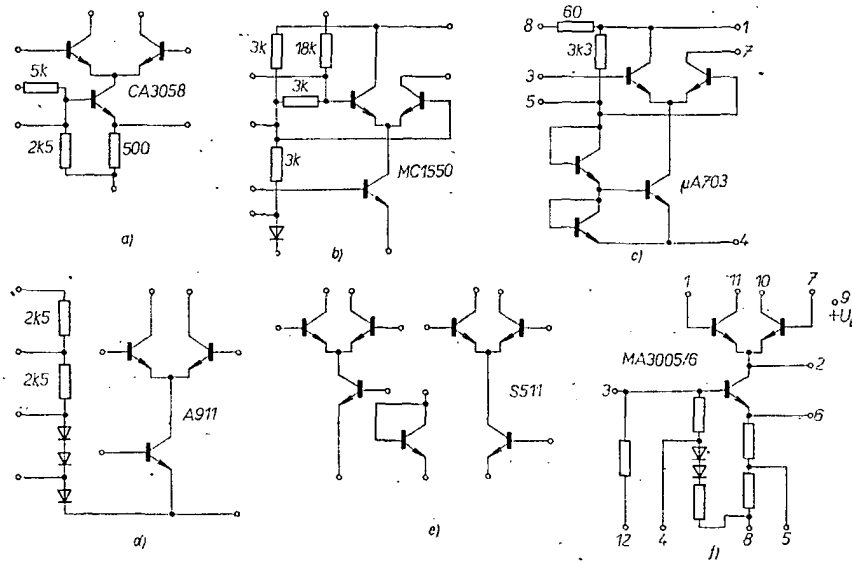 5k
CA3058
2k5
500
a)
3k
18k
3k
3k
MC1550
b)
8
60
1
3k3
7
3
5
μA703
4
c)
2k5
2k5
A911
d)
S511
e)
1
11
10
7
9
MA3005/6
2
3
6
12
4
8
5
f)